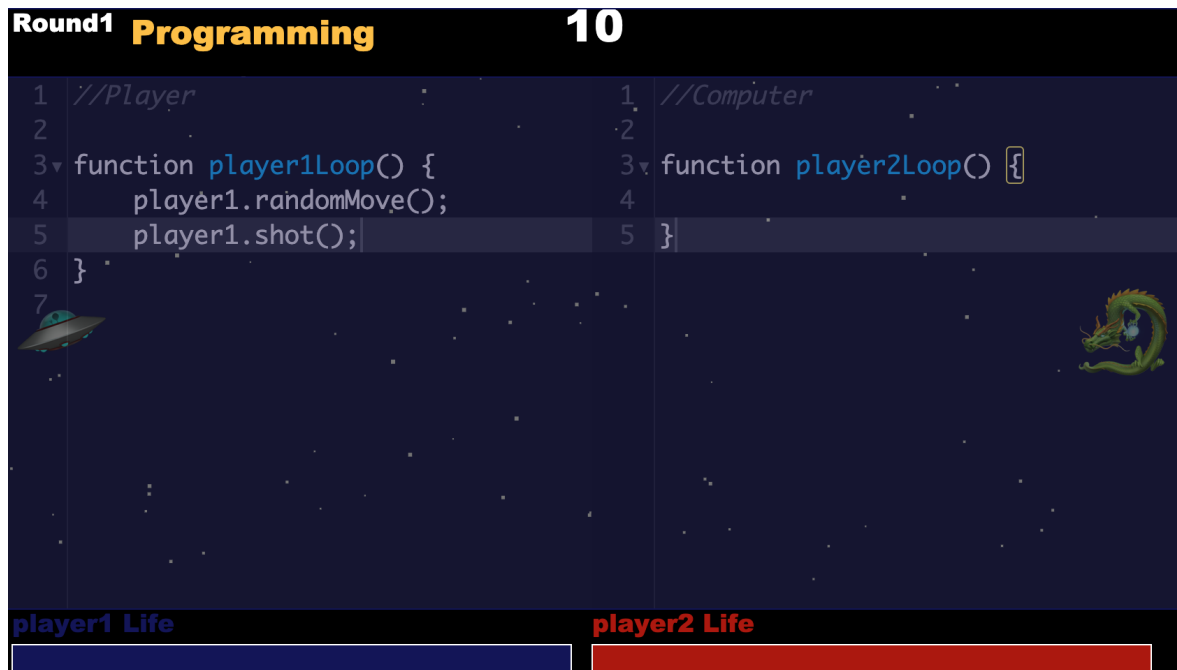 Round1 Programming 10
1 //Player
2
3 function player1Loop() {
4     player1.randomMove();
5     player1.shot();
6 }
7
1 //Computer
2
3 function player2Loop() {
4
5 }
player1 Life
player2 Life